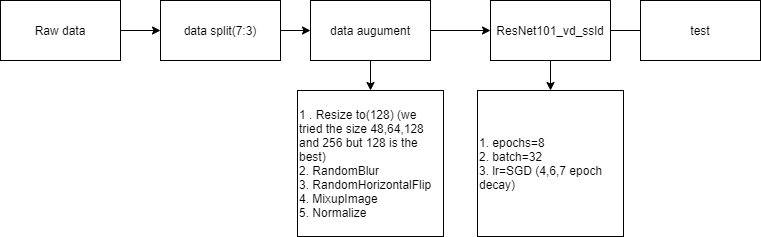 Raw data
data split(7:3)
data augument
ResNet101_vd_ssld
test
1 . Resize to(128) (we
tried the size 48,64,128
and 256 but 128 is the
best)
2. RandomBlur
3. RandomHorizontalFlip
4. MixupImage
5. Normalize
1. epochs=8
2. batch=32
3. lr=SGD (4,6,7 epoch
decay)